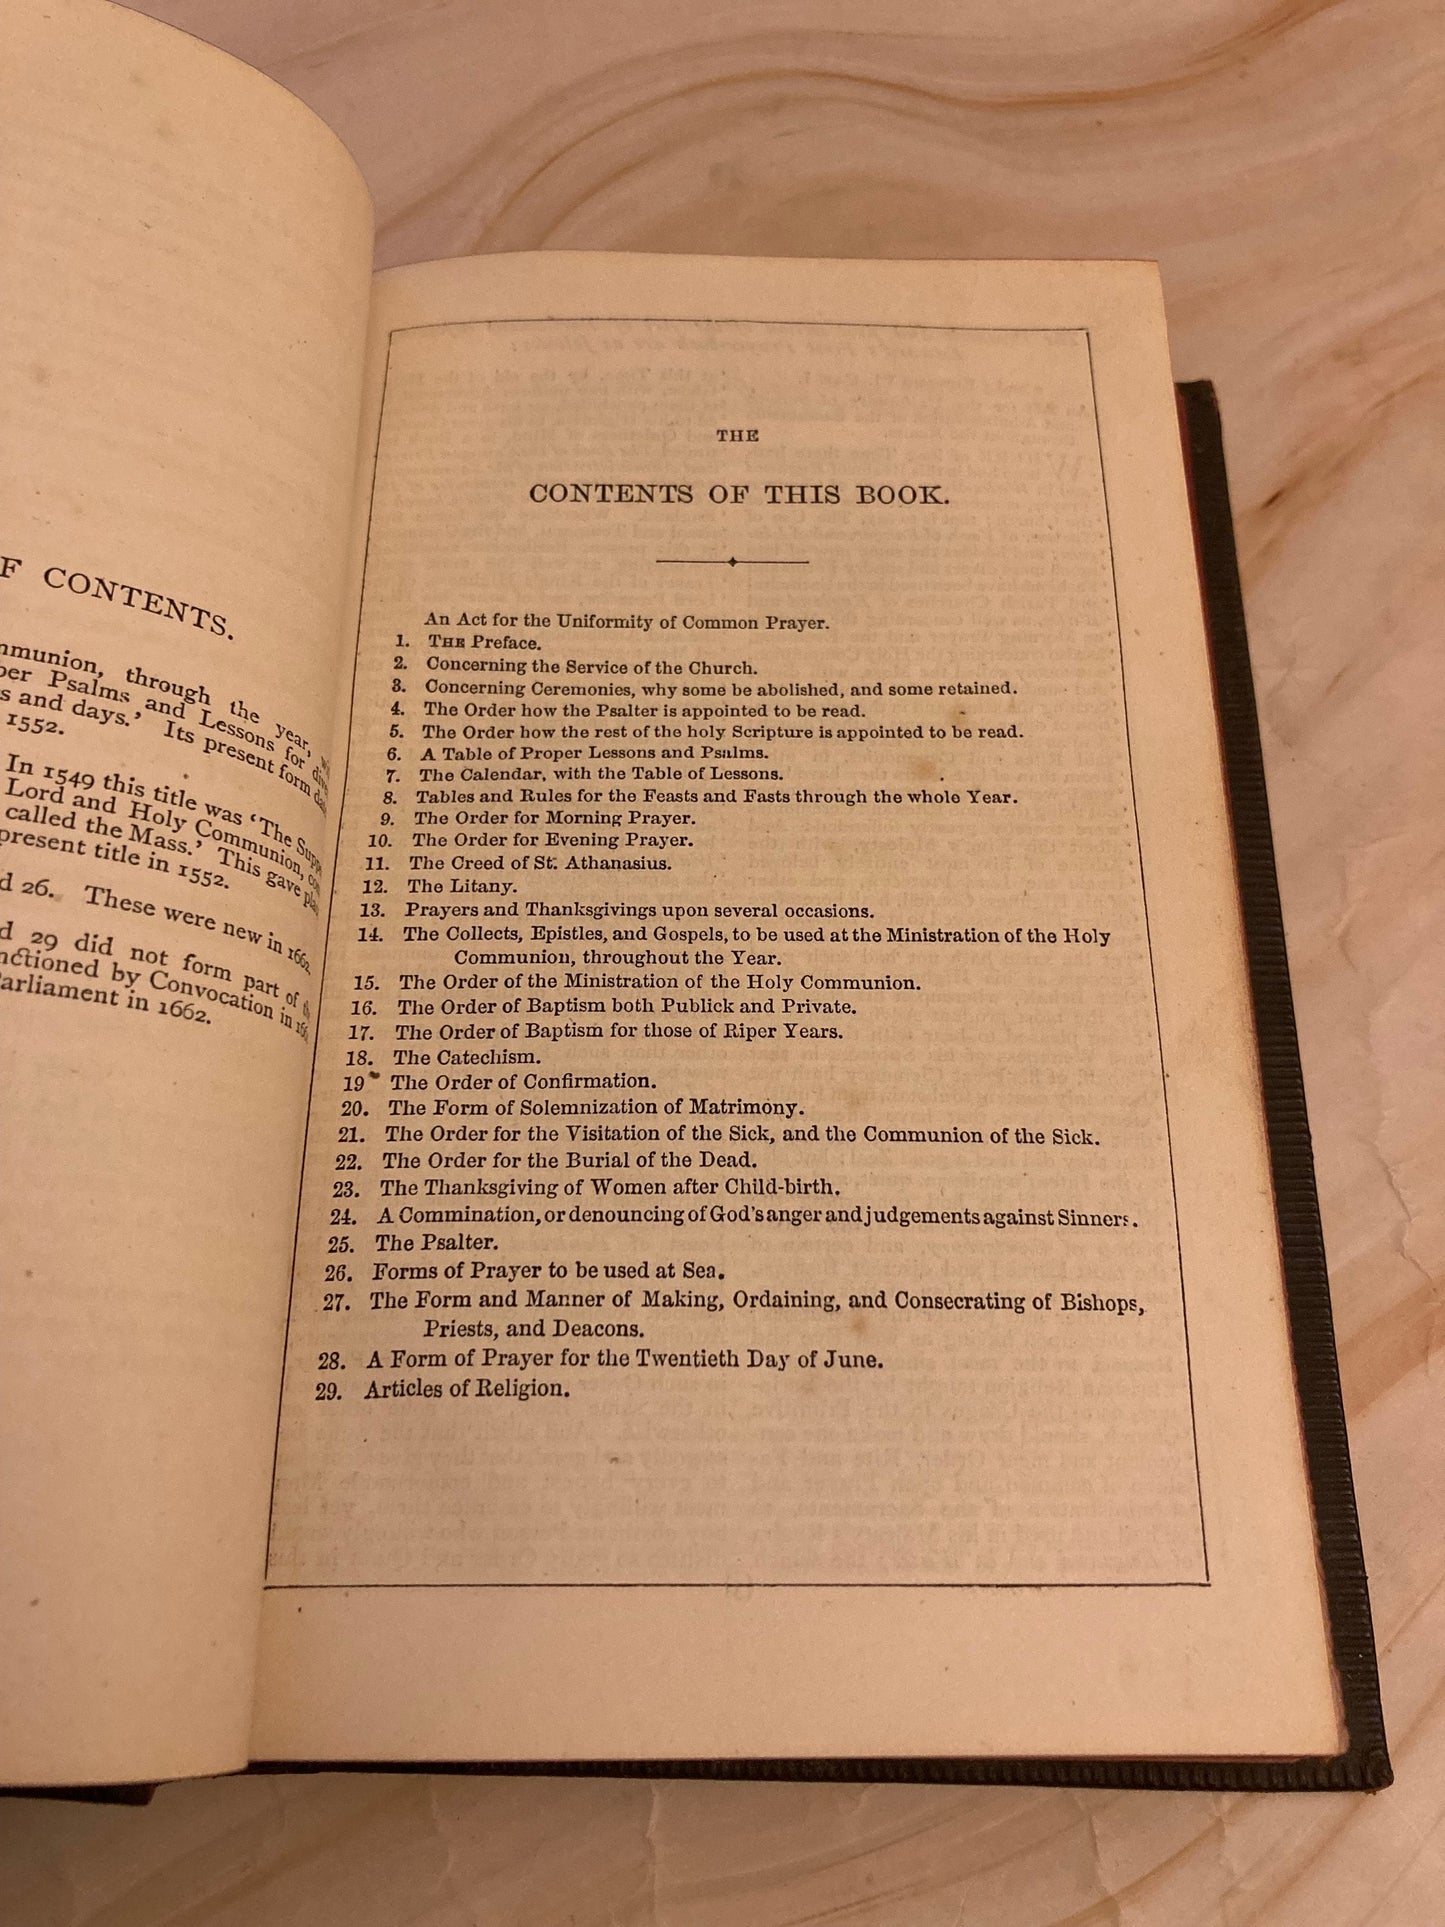 F CONTENTS.
mmunion, through the year,
per Psalms and Lessons for
s and days.' Its present form
1552.
In 1549 this title was 'The
Lord and Holy Communion,
called the Mass.' This gave
present title in 1552.
d 26. These were new in 1662
d 29 did not form part of
nctioned by Convocation in
arliament in 1662.
THE
CONTENTS OF THIS BOOK.
An Act for the Uniformity of Common Prayer.
1. THE Preface.
2. Concerning the Service of the Church.
3. Concerning Ceremonies, why some be abolished, and some retained.
4. The Order how the Psalter is appointed to be read.
5. The Order how the rest of the holy Scripture is appointed to be read.
6. A Table of Proper Lessons and Psalms.
7. The Calendar, with the Table of Lessons.
8. Tables and Rules for the Feasts and Fasts through the whole Year.
9. The Order for Morning Prayer.
10. The Order for Evening Prayer.
11. The Creed of St. Athanasius.
12. The Litany.
13. Prayers and Thanksgivings upon several occasions.
14. The Collects, Epistles, and Gospels, to be used at the Ministration of the Holy
Communion, throughout the Year.
15. The Order of the Ministration of the Holy Communion.
16. The Order of Baptism both Publick and Private.
17. The Order of Baptism for those of Riper Years.
18. The Catechism.
19 The Order of Confirmation.
20. The Form of Solemnization of Matrimony.
21. The Order for the Visitation of the Sick, and the Communion of the Sick.
22. The Order for the Burial of the Dead.
23. The Thanksgiving of Women after Child-birth.
24. A Commination, or denouncing of God's anger and judgements against Sinners.
25. The Psalter.
26. Forms of Prayer to be used at Sea.
27. The Form and Manner of Making, Ordaining, and Consecrating of Bishops,
Priests, and Deacons.
28. A Form of Prayer for the Twentieth Day of June.
29. Articles of Religion.